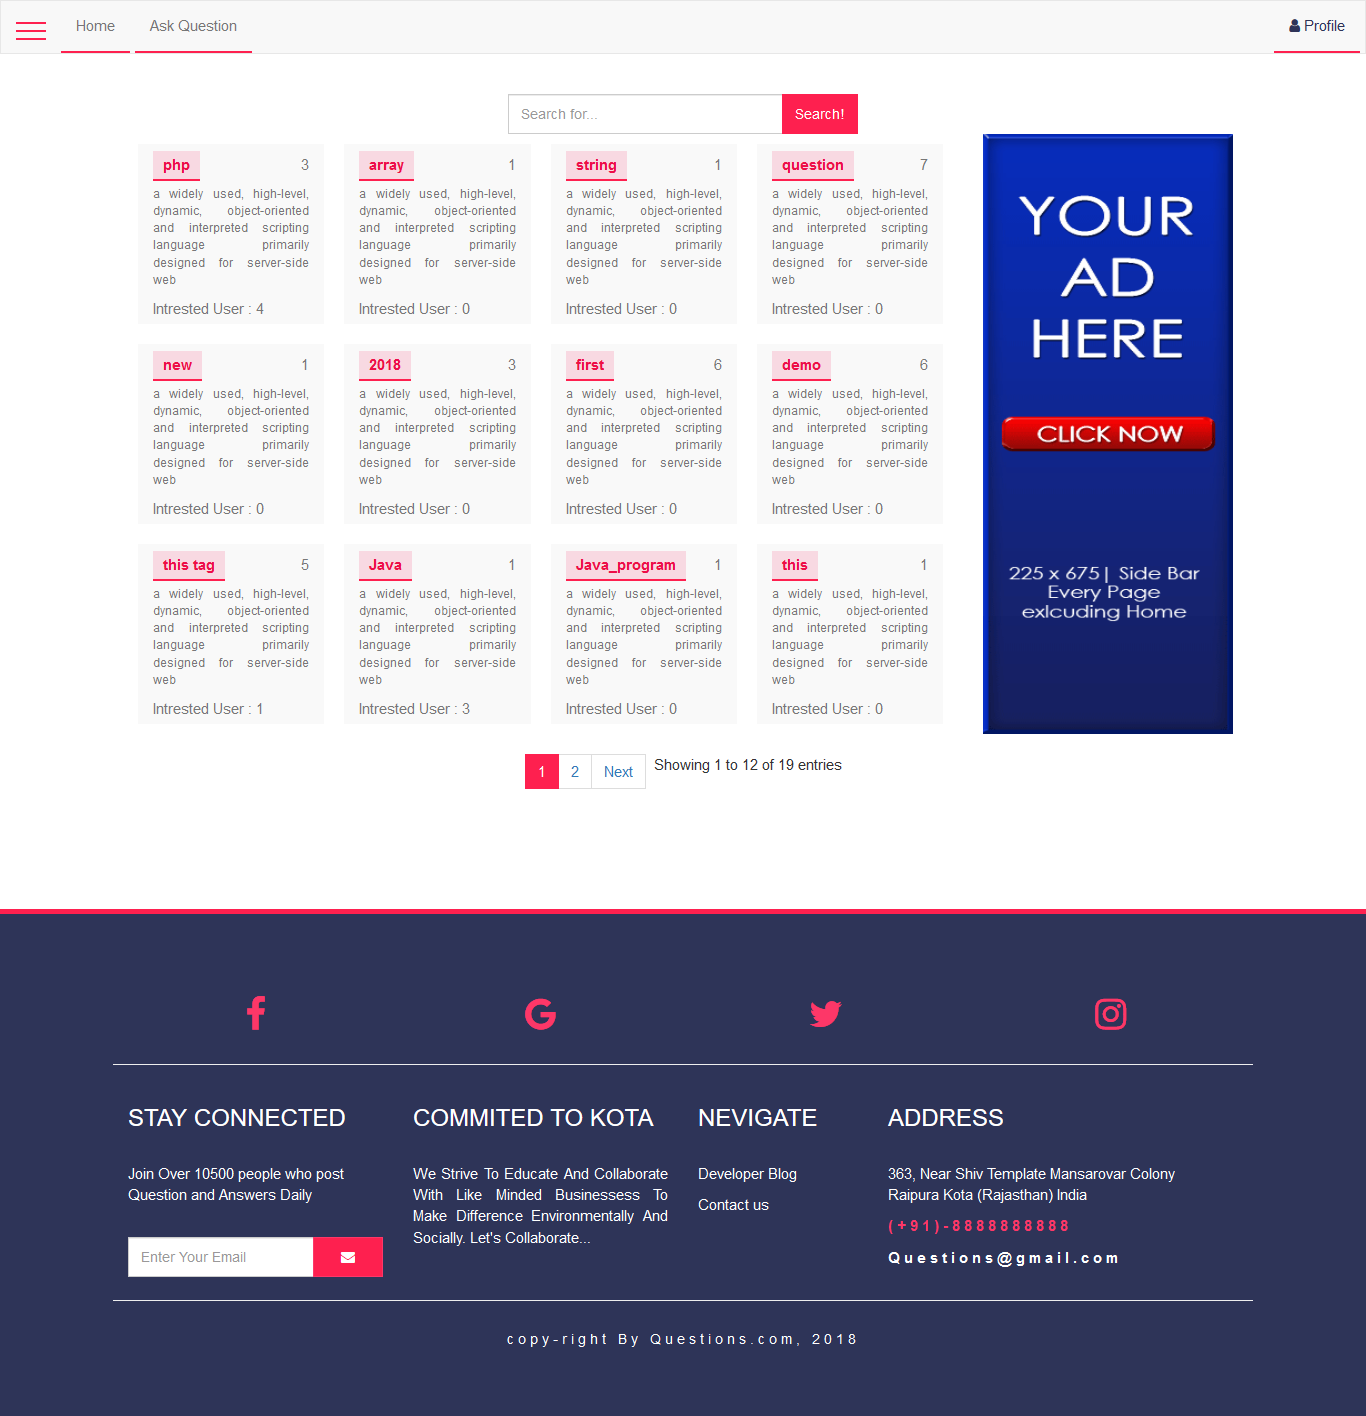 Home
Ask Question
Profile
Search for...
Search!
php 3
a widely used, high-level,
dynamic, object-oriented
and interpreted scripting
language primarily
designed for server-side
web
Intrested User : 4
array 1
a widely used, high-level,
dynamic, object-oriented
and interpreted scripting
language primarily
designed for server-side
web
Intrested User : 0
string 1
a widely used, high-level,
dynamic, object-oriented
and interpreted scripting
language primarily
designed for server-side
web
Intrested User : 0
question 7
a widely used, high-level,
dynamic, object-oriented
and interpreted scripting
language primarily
designed for server-side
web
Intrested User : 0
new 1
a widely used, high-level,
dynamic, object-oriented
and interpreted scripting
language primarily
designed for server-side
web
Intrested User : 0
2018 3
a widely used, high-level,
dynamic, object-oriented
and interpreted scripting
language primarily
designed for server-side
web
Intrested User : 0
first 6
a widely used, high-level,
dynamic, object-oriented
and interpreted scripting
language primarily
designed for server-side
web
Intrested User : 0
demo 6
a widely used, high-level,
dynamic, object-oriented
and interpreted scripting
language primarily
designed for server-side
web
Intrested User : 0
this tag 5
a widely used, high-level,
dynamic, object-oriented
and interpreted scripting
language primarily
designed for server-side
web
Intrested User : 1
Java 1
a widely used, high-level,
dynamic, object-oriented
and interpreted scripting
language primarily
designed for server-side
web
Intrested User : 3
Java_program 1
a widely used, high-level,
dynamic, object-oriented
and interpreted scripting
language primarily
designed for server-side
web
Intrested User : 0
this 1
a widely used, high-level,
dynamic, object-oriented
and interpreted scripting
language primarily
designed for server-side
web
Intrested User : 0
YOUR
AD
HERE
CLICK NOW
225 x 675| Side Bar
Every Page
exlcuding Home
1 2 Next Showing 1 to 12 of 19 entries
STAY CONNECTED
Join Over 10500 people who post
Question and Answers Daily
Enter Your Email
COMMITED TO KOTA
We Strive To Educate And Collaborate
With Like Minded Businessess To
Make Difference Environmentally And
Socially. Let's Collaborate...
NEVIGATE
Developer Blog
Contact us
ADDRESS
363, Near Shiv Template Mansarovar Colony
Raipura Kota (Rajasthan) India
(+91)-8888888888
Questions@gmail.com
copy-right By Questions.com, 2018